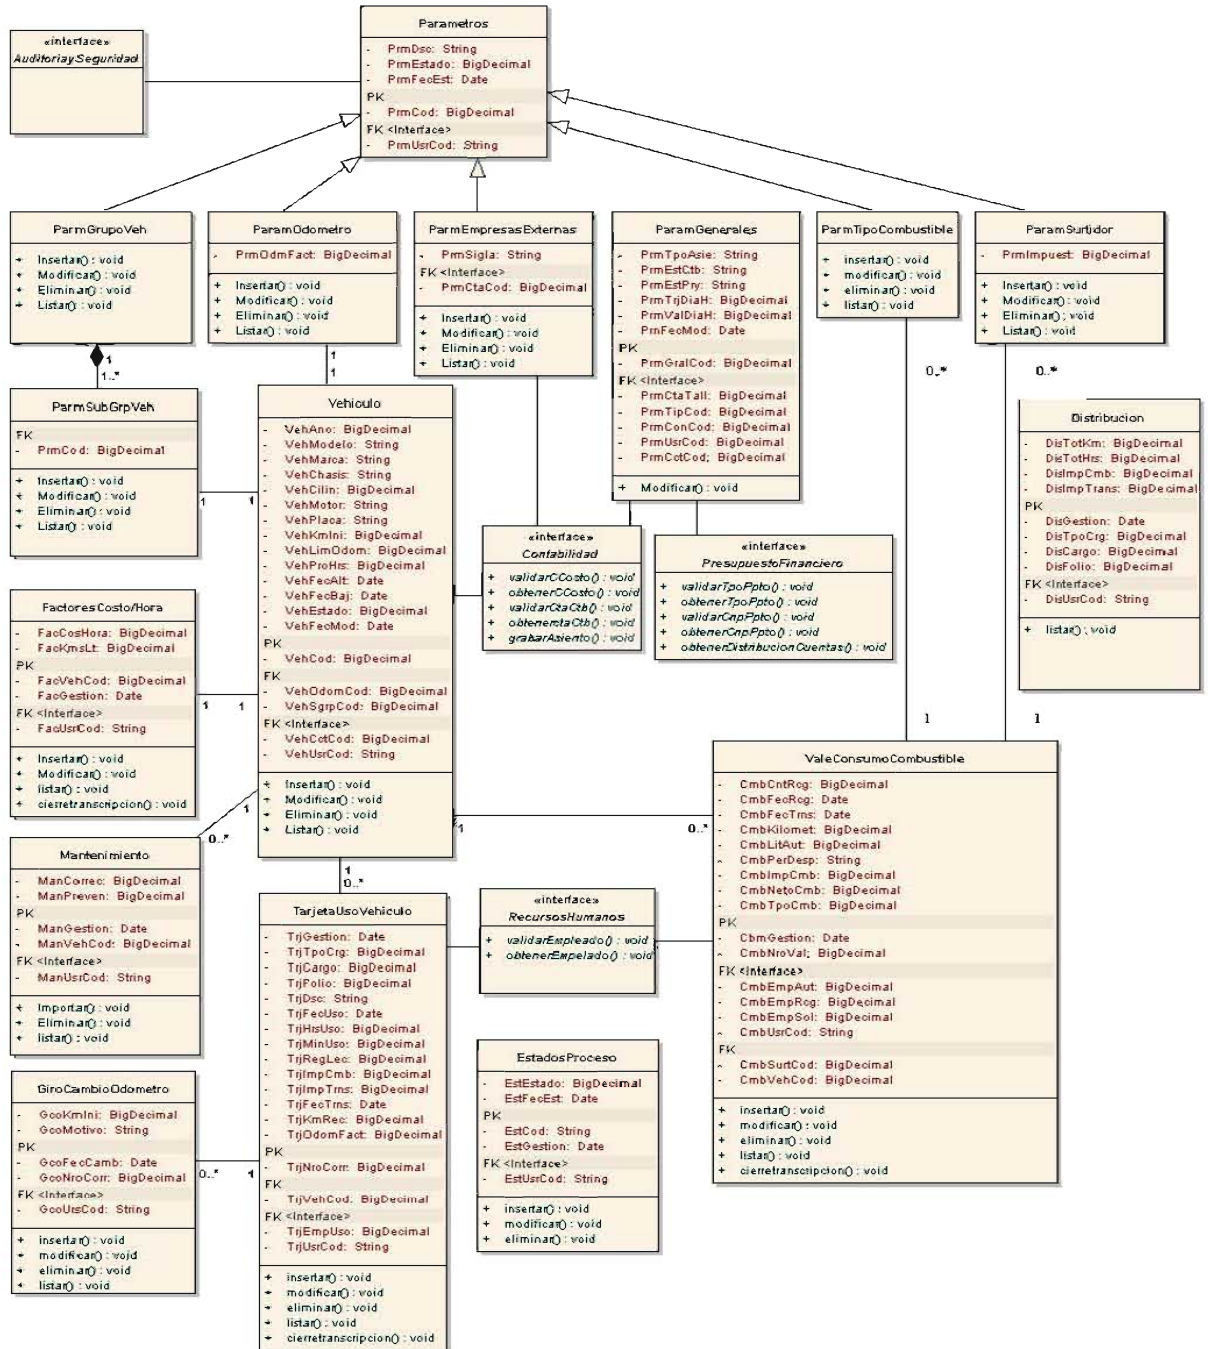 «interface»
AuditoriaySeguridad
Parametros
- PrmDsc: String
- PrmEstado: BigDecimal
- PrmFecEst: Date
PK
- PrmCod: BigDecimal
FK <Interface>
- PrmUsrCod: String
ParmGrupoVeh
+ Insertar() : void
+ Modificar() : void
+ Eliminar() : void
+ Listar() : void
ParamOdometro
- PrmOdmFact: BigDecimal
+ Insertar() : void
+ Modificar() : void
+ Eliminar() : void
+ Listar() : void
ParmEmpresasExternas
- PrmSigla: String
FK <Interface>
- PrmCtaCod: BigDecimal
+ Insertar() : void
+ Modificar() : void
+ Eliminar() : void
+ Listar() : void
ParamGenerales
- PrmTpoAsie: String
- PrmEstCtb: String
- PrmEstPry: String
- PrmTrjDiaH: BigDecimal
- PrmValDiaH: BigDecimal
- PrnFecMod: Date
PK
- PrmGralCod: BigDecimal
FK <Interface>
- PrmCtaTall: BigDecimal
- PrmTipCod: BigDecimal
- PrmConCod: BigDecimal
- PrmUsrCod: BigDecimal
- PrmCctCod: BigDecimal
+ Modificar() : void
ParmTipoCombustible
+ insertar() : void
+ modificar() : void
+ eliminar() : void
+ listar() : void
ParamSurtidor
- PrmImpuest: BigDecimal
+ Insertar() : void
+ Modificar() : void
+ Eliminar() : void
+ Listar() : void
1
1..*
1
1
0..*
0..*
ParmSubGrpVeh
FK
- PrmCod: BigDecimal
+ Insertar() : void
+ Modificar() : void
+ Eliminar() : void
+ Listar() : void
1
1
Vehiculo
- VehAno: BigDecimal
- VehModelo: String
- VehMarca: String
- VehChasis: String
- VehCilin: BigDecimal
- VehMotor: String
- VehPlaca: String
- VehKmIni: BigDecimal
- VehLimOdom: BigDecimal
- VehProHrs: BigDecimal
- VehFecAlt: Date
- VehFecBaj: Date
- VehEstado: BigDecimal
- VehFecMod: Date
PK
- VehCod: BigDecimal
FK
- VehOdomCod: BigDecimal
- VehSgrpCod: BigDecimal
FK <Interface>
- VehCctCod: BigDecimal
- VehUsrCod: String
+ Insertar() : void
+ Modificar() : void
+ Eliminar() : void
+ Listar() : void
Distribucion
- DisTotKm: BigDecimal
- DisTotHrs: BigDecimal
- DisImpCmb: BigDecimal
- DisImpTrans: BigDecimal
PK
- DisGestion: Date
- DisTpoCrg: BigDecimal
- DisCargo: BigDecimal
- DisFolio: BigDecimal
FK <Interface>
- DisUsrCod: String
+ listar() : void
«interface»
Contabilidad
+ validarCCosto() : void
+ obtenerCCosto() : void
+ validarCtaCtb() : void
+ obtenerctaCtb() : void
+ grabarAsiento() : void
«interface»
PresupuestoFinanciero
+ validarTpoPpto() : void
+ obtenerTpoPpto() : void
+ validarCnpPpto() : void
+ obtenerCnpPpto() : void
+ obtenerDistribucionCuentas() : void
FactoresCosto/Hora
- FacCosHora: BigDecimal
- FacKmsLt: BigDecimal
PK
- FacVehCod: BigDecimal
- FacGestion: Date
FK <Interface>
- FacUsrCod: String
+ Insertar() : void
+ Modificar() : void
+ listar() : void
+ cierretranscripcion() : void
1
1
1
1
1
0..*
1
0..*
Mantenimiento
- ManCorrec: BigDecimal
- ManPreven: BigDecimal
PK
- ManGestion: Date
- ManVehCod: BigDecimal
FK <Interface>
- ManUsrCod: String
+ Importar() : void
+ Eliminar() : void
+ listar() : void
ValeConsumoCombustible
- CmbCntRcg: BigDecimal
- CmbFecRcg: Date
- CmbFecTrns: Date
- CmbKilomet: BigDecimal
- CmbLitAut: BigDecimal
- CmbPerDesp: String
- CmbImpCmb: BigDecimal
- CmbNetoCmb: BigDecimal
- CmbTpoCmb: BigDecimal
PK
- CbmGestion: Date
- CmbNroVal: BigDecimal
FK <Interface>
- CmbEmpAut: BigDecimal
- CmbEmpRcg: BigDecimal
- CmbEmpSol: BigDecimal
- CmbUsrCod: String
FK
- CmbSurtCod: BigDecimal
- CmbVehCod: BigDecimal
+ insertar() : void
+ modificar() : void
+ eliminar() : void
+ listar() : void
+ cierretranscripcion() : void
1
0..*
TarjetaUsoVehiculo
- TrjGestion: Date
- TrjTpoCrg: BigDecimal
- TrjCargo: BigDecimal
- TrjFolio: BigDecimal
- TrjDsc: String
- TrjFecUso: Date
- TrjHrsUso: BigDecimal
- TrjMinUso: BigDecimal
- TrjRegLec: BigDecimal
- TrjImpCmb: BigDecimal
- TrjImpTrns: BigDecimal
- TrjFecTrns: Date
- TrjKmRec: BigDecimal
- TrjOdomFact: BigDecimal
PK
- TrjNroCorr: BigDecimal
FK
- TrjVehCod: BigDecimal
FK <Interface>
- TrjEmpUso: BigDecimal
- TrjUsrCod: String
+ insertar() : void
+ modificar() : void
+ eliminar() : void
+ listar() : void
+ cierretranscripcion() : void
«interface»
RecursosHumanos
+ validarEmpleado() : void
+ obtenerEmpelado() : void
EstadosProceso
- EstEstado: BigDecimal
- EstFecEst: Date
PK
- EstCod: String
- EstGestion: Date
FK <Interface>
- EstUsrCod: String
+ insertar() : void
+ modificar() : void
+ eliminar() : void
GiroCambioOdometro
- GcoKmIni: BigDecimal
- GcoMotivo: String
PK
- GcoFecCamb: Date
- GcoNroCorr: BigDecimal
FK <Interface>
- GcoUrsCod: String
+ insertar() : void
+ modificar() : void
+ eliminar() : void
+ listar() : void
0..*
1